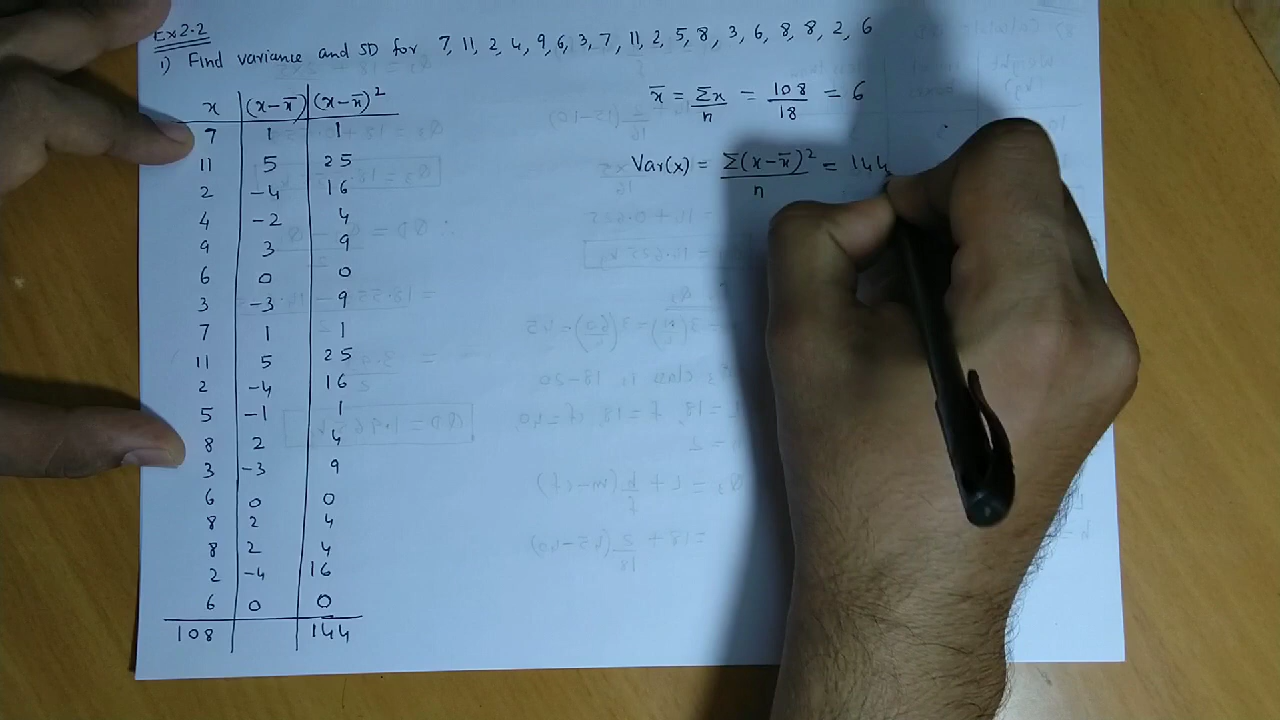 Ex 2.2
1) Find variance and SD for 7, 11, 2, 4, 9, 6, 3, 7, 11, 2, 5, 8, 3, 6, 8, 8, 2, 6
x̄ = Σx/n = 108/18 = 6
Var(x) = Σ(x-x̄)²/n = 144
x (x-x̄) (x-x̄)²
7 1 1
11 5 25
2 -4 16
4 -2 4
9 3 9
6 0 0
3 -3 9
7 1 1
11 5 25
2 -4 16
5 -1 1
8 2 4
3 -3 9
6 0 0
8 2 4
8 2 4
2 -4 16
6 0 0
108 144